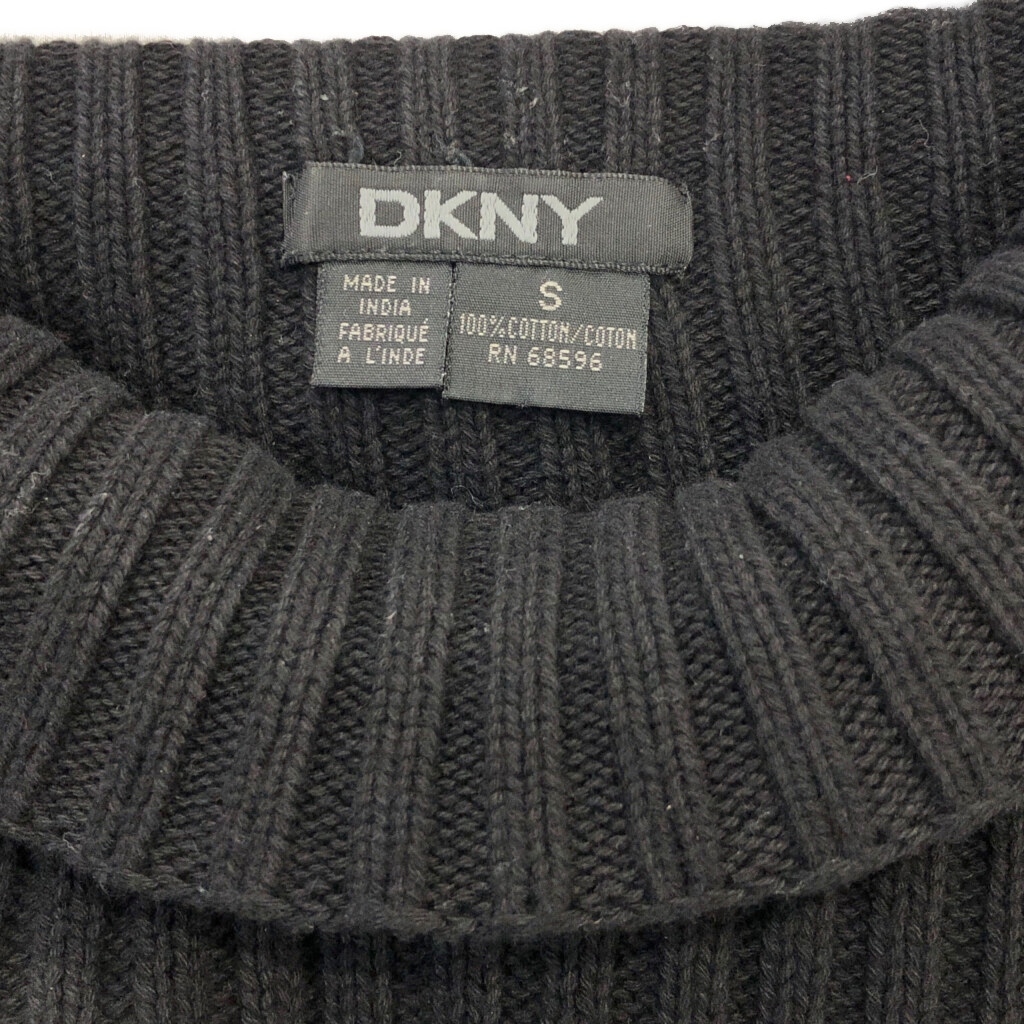 DKNY
MADE IN
INDIA
FABRIQUÉ
A L'INDE
S
100% COTTON/COTON
RN 68596